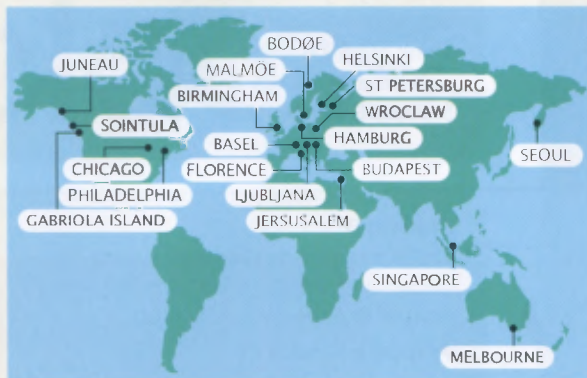 BODØE
JUNEAU
HELSINKI
MALMÖE
ST PETERSBURG
BIRMINGHAM
WROCLAW
SOINTULA
HAMBURG
BASEL
SEOUL
CHICAGO
FLORENCE
BUDAPEST
PHILADELPHIA
LJUBLJANA
GABRIOLA ISLAND
JERSUSALEM
SINGAPORE
MELBOURNE